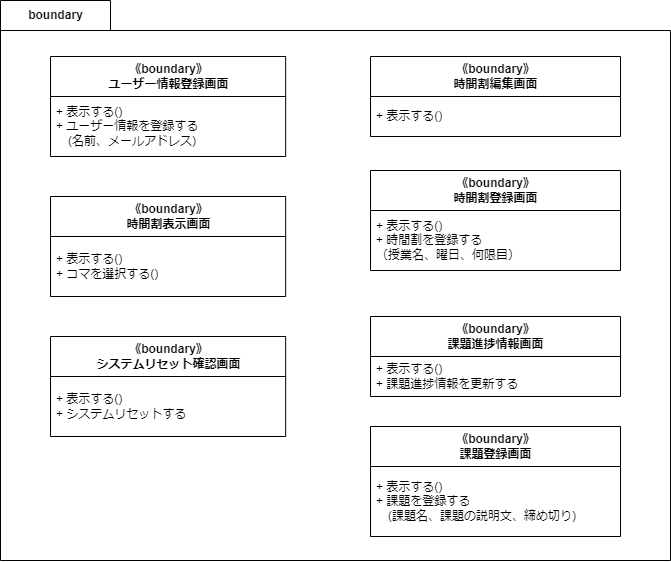 boundary
《boundary》
ユーザー情報登録画面
+ 表示する()
+ ユーザー情報を登録する
(名前、メールアドレス)
《boundary》
時間割表示画面
+ 表示する()
+ コマを選択する()
《boundary》
システムリセット確認画面
+ 表示する()
+ システムリセットする
《boundary》
時間割編集画面
+ 表示する()
《boundary》
時間割登録画面
+ 表示する()
+ 時間割を登録する
（授業名、曜日、何限目）
《boundary》
課題進捗情報画面
+ 表示する()
+ 課題進捗情報を更新する
《boundary》
課題登録画面
+ 表示する()
+ 課題を登録する
(課題名、課題の説明文、締め切り)